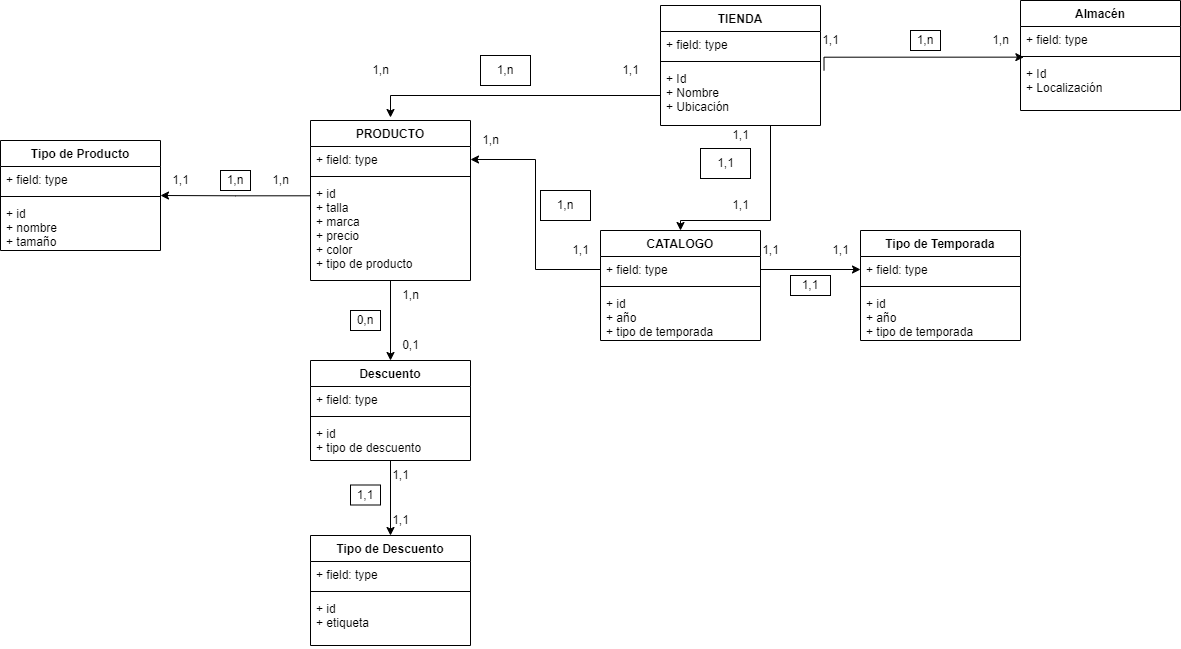 TIENDA
+ field: type
+ Id
+ Nombre
+ Ubicación
Almacén
+ field: type
+ Id
+ Localización
1,1
1,n
1,n
1,n
1,n
1,1
PRODUCTO
+ field: type
+ id
+ talla
+ marca
+ precio
+ color
+ tipo de producto
Tipo de Producto
+ field: type
+ id
+ nombre
+ tamaño
1,1
1,n
1,n
1,1
1,1
1,1
1,n
1,n
1,1
CATALOGO
+ field: type
+ id
+ año
+ tipo de temporada
1,1
1,1
1,1
Tipo de Temporada
+ field: type
+ id
+ año
+ tipo de temporada
1,n
0,n
0,1
Descuento
+ field: type
+ id
+ tipo de descuento
1,1
1,1
1,1
Tipo de Descuento
+ field: type
+ id
+ etiqueta